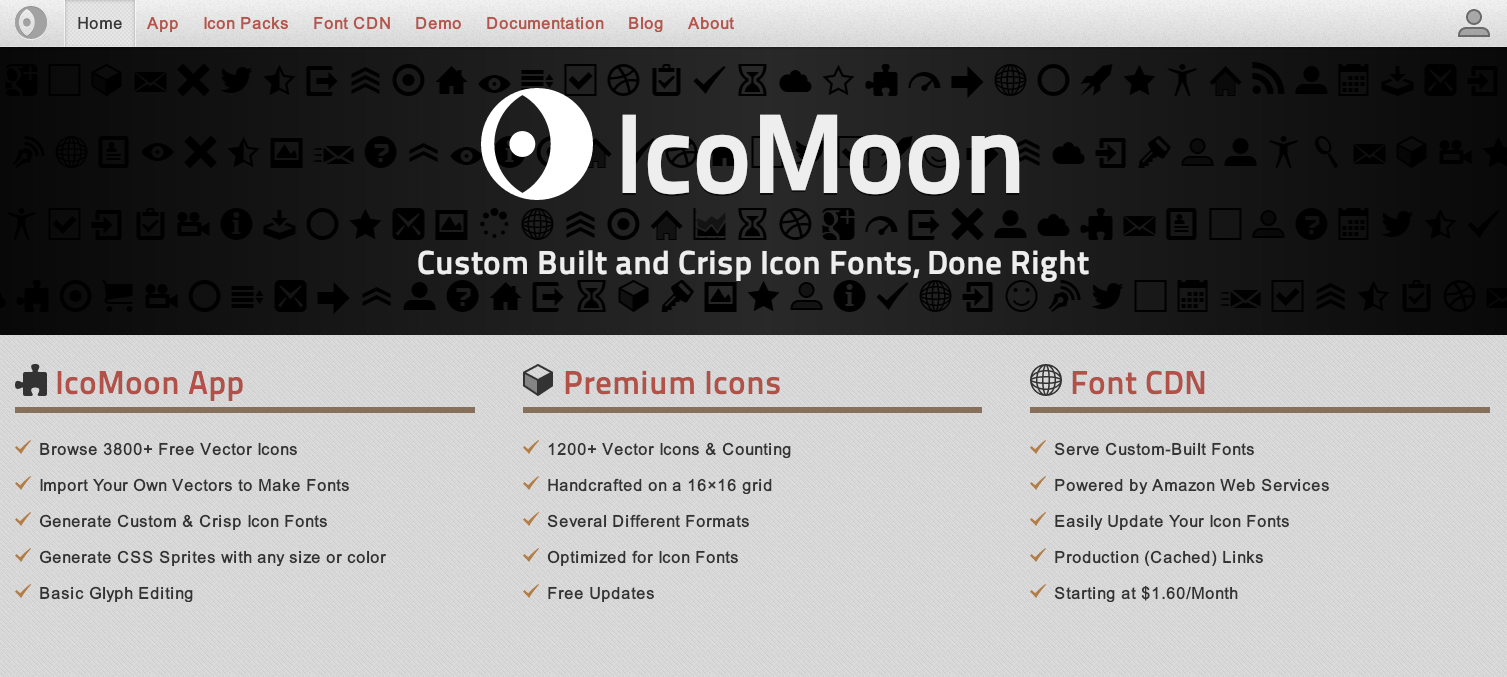 Home App Icon Packs Font CDN Demo Documentation Blog About
IcoMoon
Custom Built and Crisp Icon Fonts, Done Right
IcoMoon App
Browse 3800+ Free Vector Icons
Import Your Own Vectors to Make Fonts
Generate Custom & Crisp Icon Fonts
Generate CSS Sprites with any size or color
Basic Glyph Editing
Premium Icons
1200+ Vector Icons & Counting
Handcrafted on a 16×16 grid
Several Different Formats
Optimized for Icon Fonts
Free Updates
Font CDN
Serve Custom-Built Fonts
Powered by Amazon Web Services
Easily Update Your Icon Fonts
Production (Cached) Links
Starting at $1.60/Month